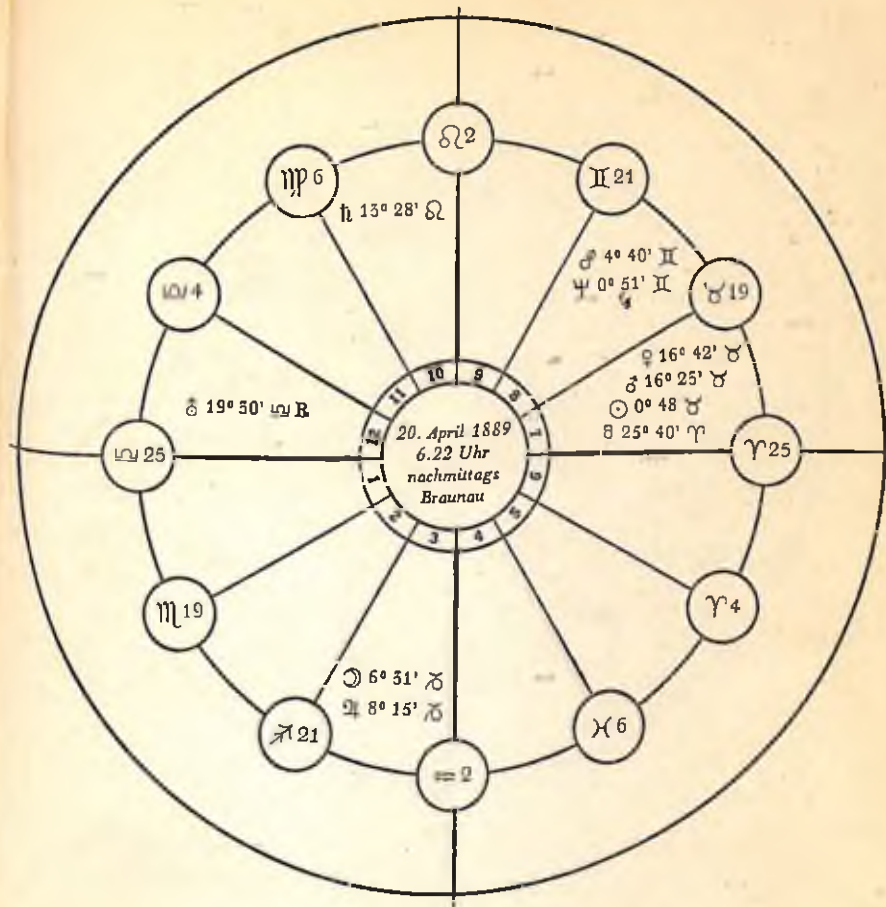 ♌2
♍6
♊21
♄ 13° 28' ♌
♂ 4° 40' ♊
♆ 0° 51' ♊
♎4
♉19
♀ 16° 42' ♉
♂ 16° 25' ♉
☉ 0° 48 ♉
25° 40' ♈
⛢ 19° 30' ♎ R
♎25
♈25
10
9
11
8
12
7
1
6
2
5
3
4
20. April 1889
6.22 Uhr
nachmittags
Braunau
♏19
♈4
☽ 6° 31' ♑
♃ 8° 15' ♑
♐21
♓6
♒2